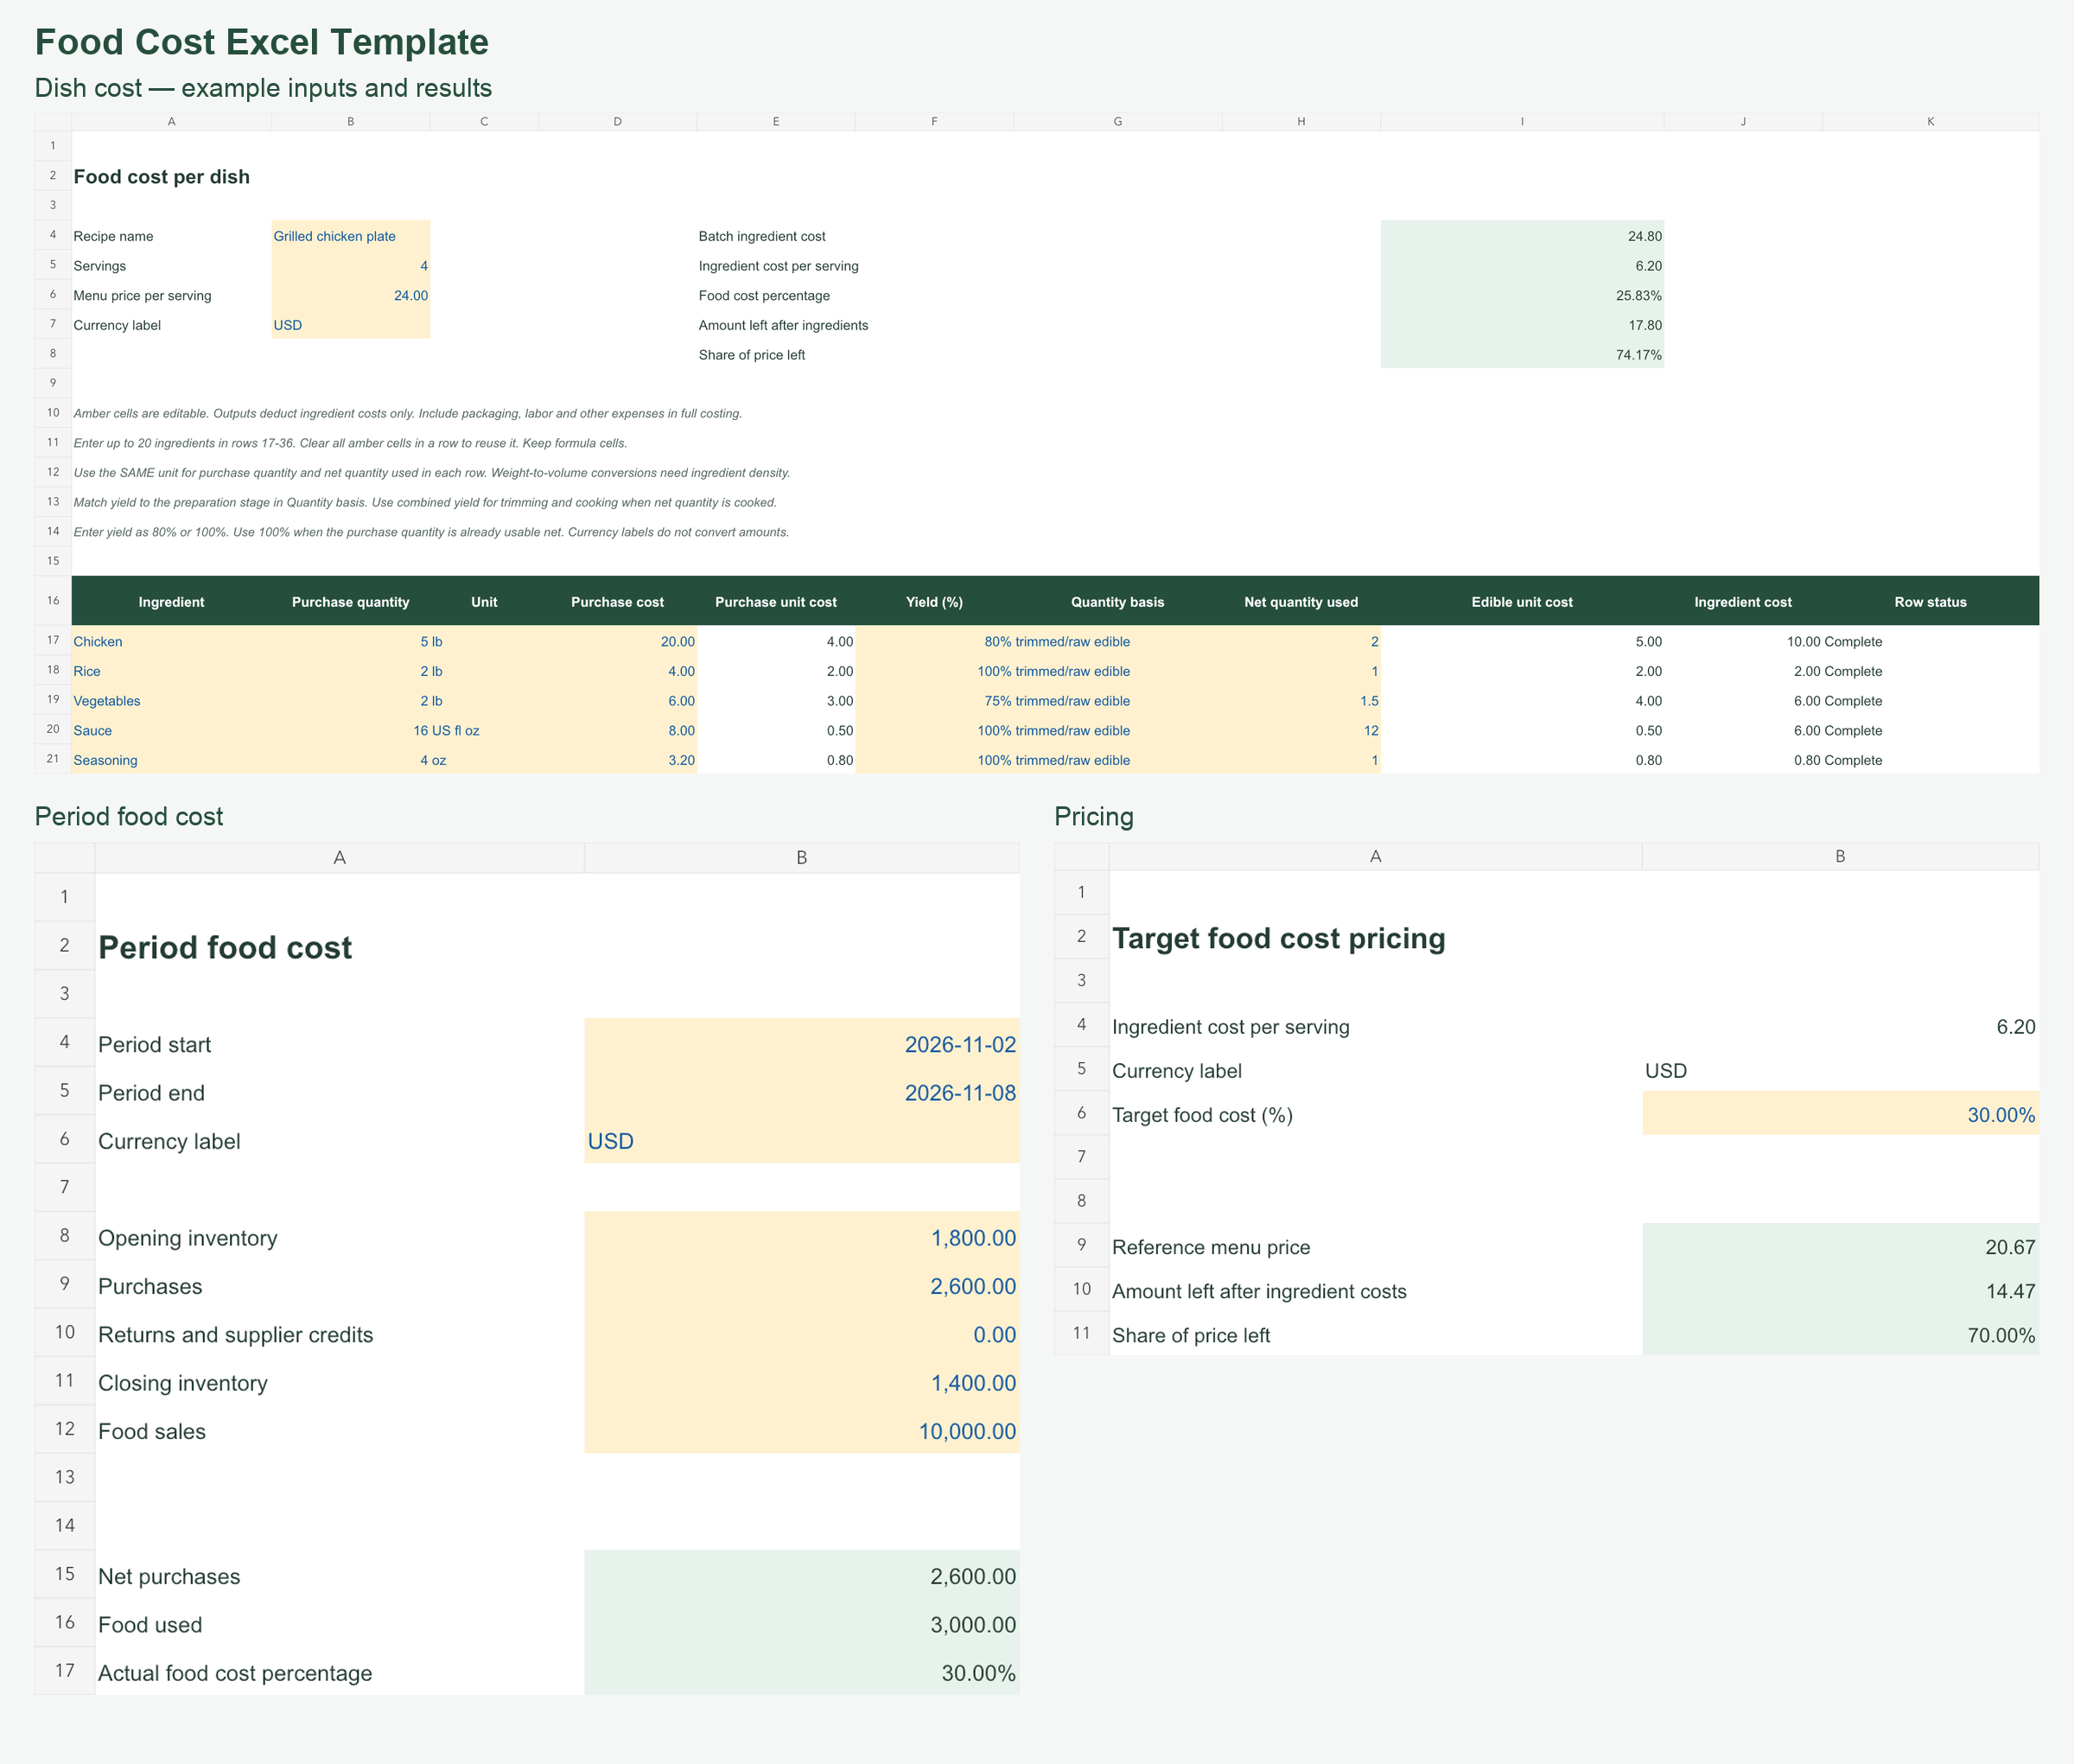 Food Cost Excel Template
Dish cost — example inputs and results
A B C D E F G H I J K
1
2 Food cost per dish
3
4 Recipe name Grilled chicken plate Batch ingredient cost 24.80
5 Servings 4 Ingredient cost per serving 6.20
6 Menu price per serving 24.00 Food cost percentage 25.83%
7 Currency label USD Amount left after ingredients 17.80
8 Share of price left 74.17%
9
10 Amber cells are editable. Outputs deduct ingredient costs only. Include packaging, labor and other expenses in full costing.
11 Enter up to 20 ingredients in rows 17-36. Clear all amber cells in a row to reuse it. Keep formula cells.
12 Use the SAME unit for purchase quantity and net quantity used in each row. Weight-to-volume conversions need ingredient density.
13 Match yield to the preparation stage in Quantity basis. Use combined yield for trimming and cooking when net quantity is cooked.
14 Enter yield as 80% or 100%. Use 100% when the purchase quantity is already usable net. Currency labels do not convert amounts.
15
16 Ingredient Purchase quantity Unit Purchase cost Purchase unit cost Yield (%) Quantity basis Net quantity used Edible unit cost Ingredient cost Row status
17 Chicken 5 lb 20.00 4.00 80% trimmed/raw edible 2 5.00 10.00 Complete
18 Rice 2 lb 4.00 2.00 100% trimmed/raw edible 1 2.00 2.00 Complete
19 Vegetables 2 lb 6.00 3.00 75% trimmed/raw edible 1.5 4.00 6.00 Complete
20 Sauce 16 US fl oz 8.00 0.50 100% trimmed/raw edible 12 0.50 6.00 Complete
21 Seasoning 4 oz 3.20 0.80 100% trimmed/raw edible 1 0.80 0.80 Complete
Period food cost
A B
1
2 Period food cost
3
4 Period start 2026-11-02
5 Period end 2026-11-08
6 Currency label USD
7
8 Opening inventory 1,800.00
9 Purchases 2,600.00
10 Returns and supplier credits 0.00
11 Closing inventory 1,400.00
12 Food sales 10,000.00
13
14
15 Net purchases 2,600.00
16 Food used 3,000.00
17 Actual food cost percentage 30.00%
Pricing
A B
1
2 Target food cost pricing
3
4 Ingredient cost per serving 6.20
5 Currency label USD
6 Target food cost (%) 30.00%
7
8
9 Reference menu price 20.67
10 Amount left after ingredient costs 14.47
11 Share of price left 70.00%